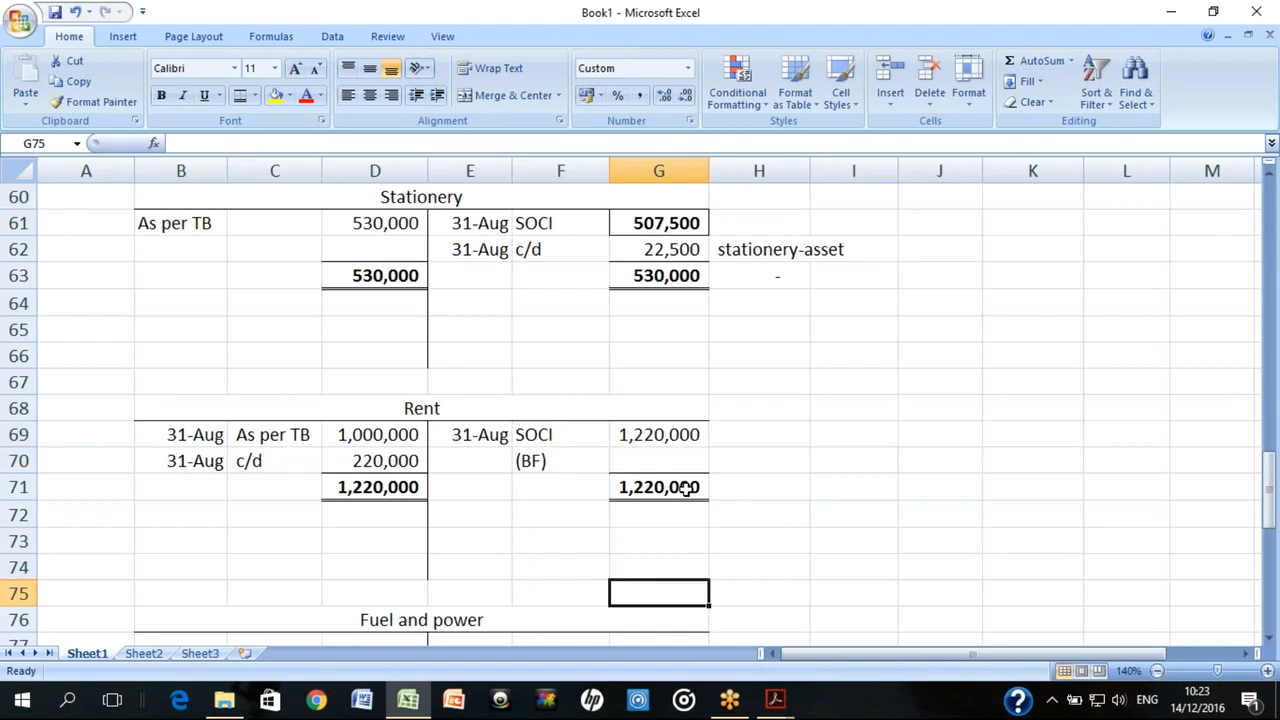 Book1 - Microsoft Excel
Home Insert Page Layout Formulas Data Review View
Paste Cut Copy Format Painter
Calibri 11 A A
B I U A
Wrap Text
Merge & Center
Custom
% ,
Conditional Formatting Format as Table Cell Styles
Insert Delete Format
Σ AutoSum Fill Clear
Sort & Filter Find & Select
Clipboard Font Alignment Number Styles Cells Editing
G75 fx
A B C D E F G H I J K L M
60 Stationery
61 As per TB 530,000 31-Aug SOCI 507,500
62 31-Aug c/d 22,500 stationery-asset
63 530,000 530,000 -
64
65
66
67
68 Rent
69 31-Aug As per TB 1,000,000 31-Aug SOCI 1,220,000
70 31-Aug c/d 220,000 (BF)
71 1,220,000 1,220,000
72
73
74
75
76 Fuel and power
77
Sheet1 Sheet2 Sheet3
Ready 140%
hp ? ENG 10:23
14/12/2016